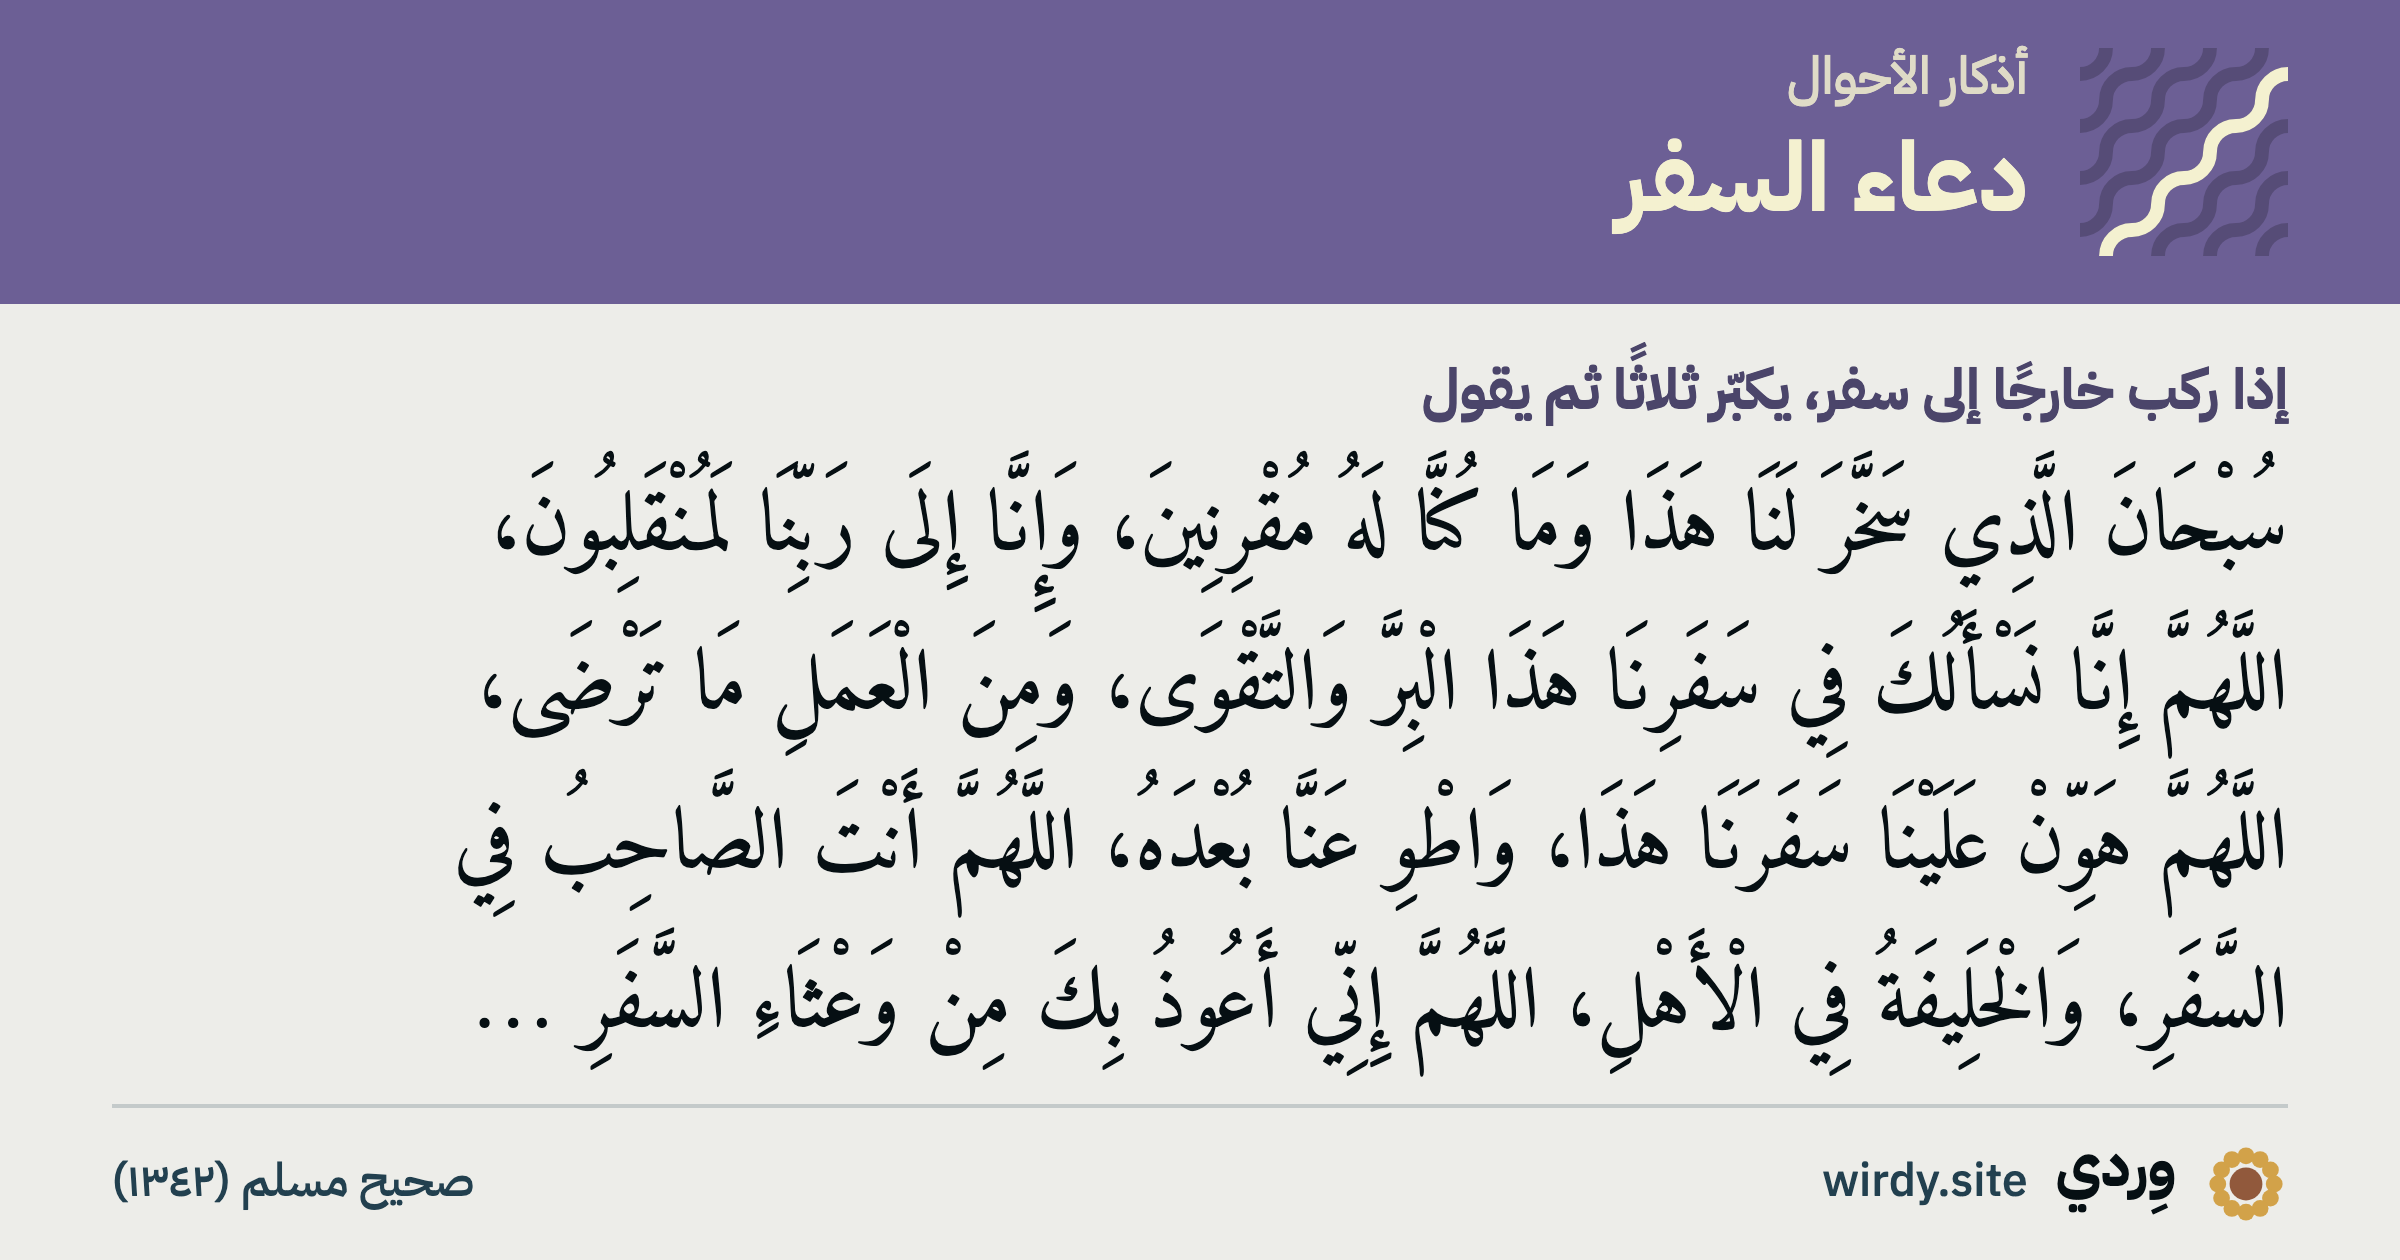 أذكار الأحوال
دعاء السفر
إذا ركب خارجًا إلى سفر، يكبّر ثلاثًا ثم يقول
سُبْحَانَ الَّذِي سَخَّرَ لَنَا هَذَا وَمَا كُنَّا لَهُ مُقْرِنِينَ، وَإِنَّا إِلَى رَبِّنَا لَمُنْقَلِبُونَ،
اللَّهُمَّ إِنَّا نَسْأَلُكَ فِي سَفَرِنَا هَذَا الْبِرَّ وَالتَّقْوَى، وَمِنَ الْعَمَلِ مَا تَرْضَى،
اللَّهُمَّ هَوِّنْ عَلَيْنَا سَفَرَنَا هَذَا، وَاطْوِ عَنَّا بُعْدَهُ، اللَّهُمَّ أَنْتَ الصَّاحِبُ فِي
السَّفَرِ، وَالْخَلِيفَةُ فِي الْأَهْلِ، اللَّهُمَّ إِنِّي أَعُوذُ بِكَ مِنْ وَعْثَاءِ السَّفَرِ ...
وِردي wirdy.site
صحيح مسلم (١٣٤٢)